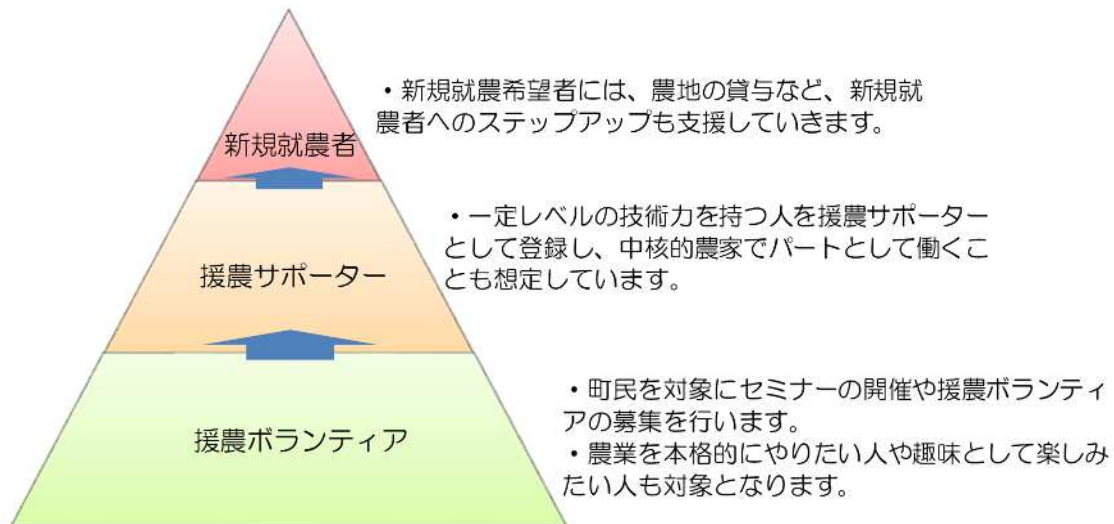 ・新規就農希望者には、農地の貸与など、新規就
農者へのステップアップも支援していきます。
新規就農者
・一定レベルの技術力を持つ人を援農サポーター
として登録し、中核的農家でパートとして働くこ
とも想定しています。
援農サポーター
・町民を対象にセミナーの開催や援農ボランティ
アの募集を行います。
・農業を本格的にやりたい人や趣味として楽しみ
たい人も対象となります。
援農ボランティア